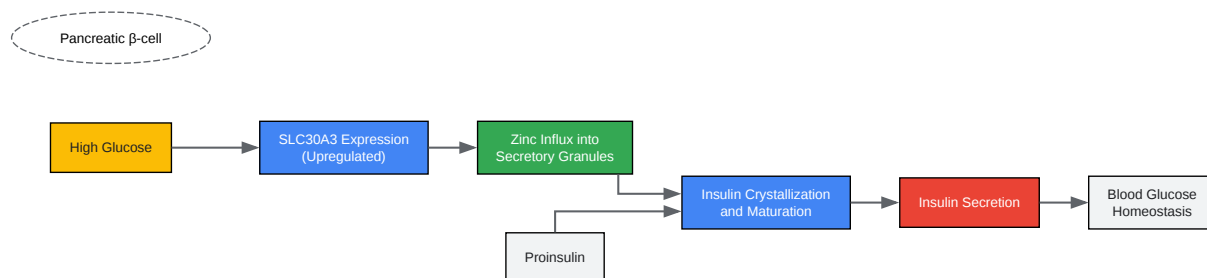 Pancreatic β-cell
High Glucose
SLC30A3 Expression
(Upregulated)
Zinc Influx into
Secretory Granules
Proinsulin
Insulin Crystallization
and Maturation
Insulin Secretion
Blood Glucose
Homeostasis